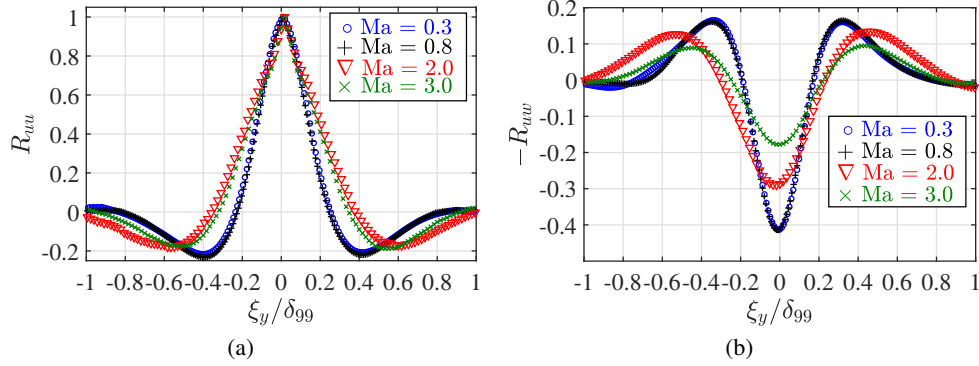 1
0.8
0.6
0.4
0.2
0
-0.2
R_uu
-1 -0.8 -0.6 -0.4 -0.2 0 0.2 0.4 0.6 0.8 1
ξ_y/δ_99
Ma = 0.3
Ma = 0.8
Ma = 2.0
Ma = 3.0
(a)
0.2
0.1
0
-0.1
-0.2
-0.3
-0.4
−R_uw
-1 -0.8 -0.6 -0.4 -0.2 0 0.2 0.4 0.6 0.8 1
ξ_y/δ_99
Ma = 0.3
Ma = 0.8
Ma = 2.0
Ma = 3.0
(b)